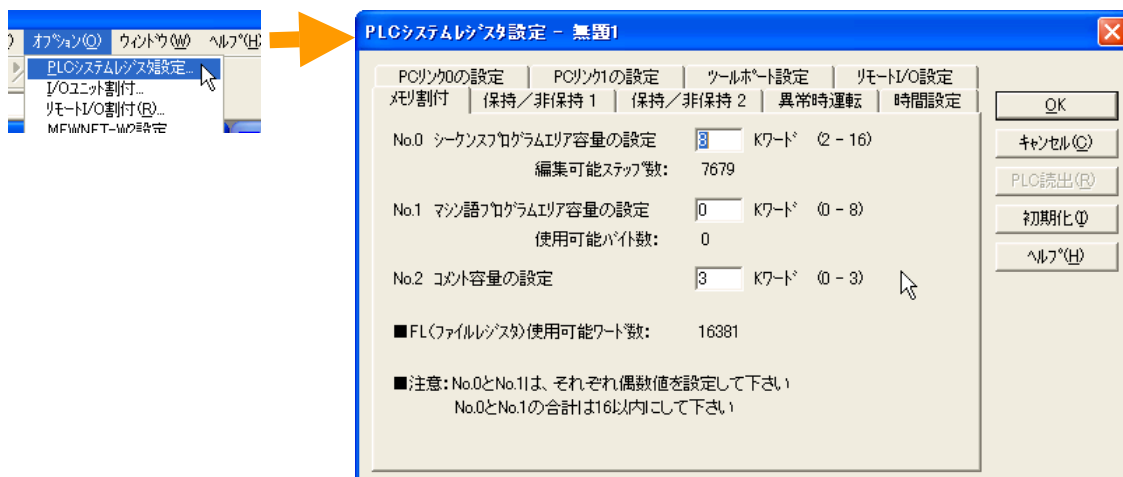 ) オプション(O) ウィンドウ(W) ヘルプ(H)
PLCシステムレジスタ設定...
I/Oユニット割付...
リモートI/O割付(R)...
MEWNET-W2設定
PLCシステムレジスタ設定 - 無題1
PCリンク0の設定 PCリンク1の設定 ツールポート設定 リモートI/O設定
メモリ割付 保持/非保持 1 保持/非保持 2 異常時運転 時間設定
No.0 シーケンスプログラムエリア容量の設定 8 Kワード (2 - 16)
編集可能ステップ数: 7679
No.1 マシン語プログラムエリア容量の設定 0 Kワード (0 - 8)
使用可能バイト数: 0
No.2 コメント容量の設定 3 Kワード (0 - 3)
■FL(ファイルレジスタ)使用可能ワード数: 16381
■注意:No.0とNo.1は、それぞれ偶数値を設定して下さい
No.0とNo.1の合計は16以内にして下さい
OK
キャンセル(C)
PLC読出(R)
初期化(I)
ヘルプ(H)